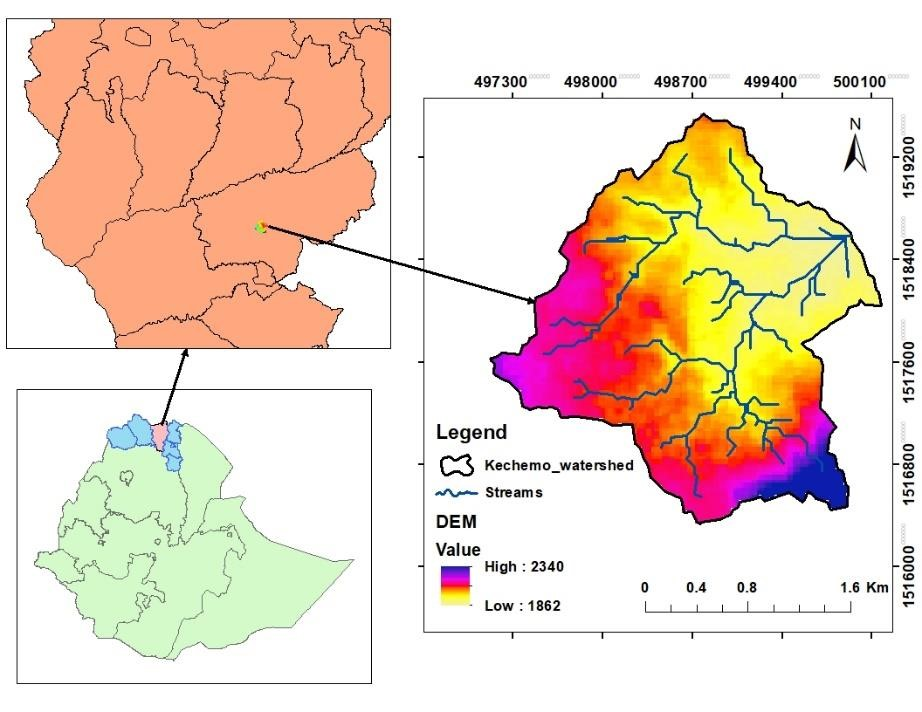 497300 498000 498700 499400 500100
N
1519200
1518400
1517600
1516800
1516000
Legend
Kechemo_watershed
Streams
DEM
Value
High : 2340
Low : 1862
0 0.4 0.8 1.6 Km